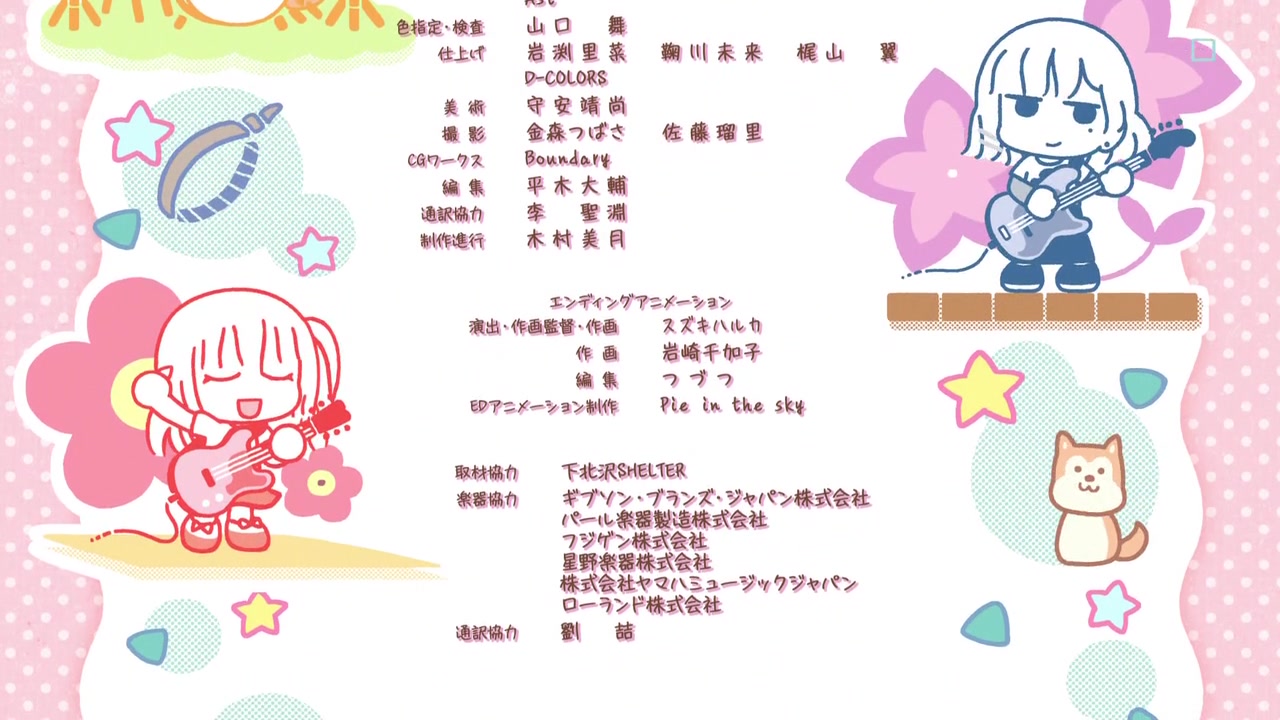 色指定・検査 山口 舞
仕上げ 岩渕里菜 鞠川未来 梶山 翼
D-COLORS
美術 守安靖尚
撮影 金森つばさ 佐藤瑠里
CGワークス Boundary
編集 平木大輔
通訳協力 李 聖淵
制作進行 木村美月
エンディングアニメーション
演出・作画監督・作画 スズキハルカ
作画 岩崎千加子
編集 つづつ
EDアニメーション制作 Pie in the sky
取材協力 下北沢SHELTER
楽器協力 ギブソン・ブランズ・ジャパン株式会社
パール楽器製造株式会社
フジゲン株式会社
星野楽器株式会社
株式会社ヤマハミュージックジャパン
ローランド株式会社
通訳協力 劉 喆